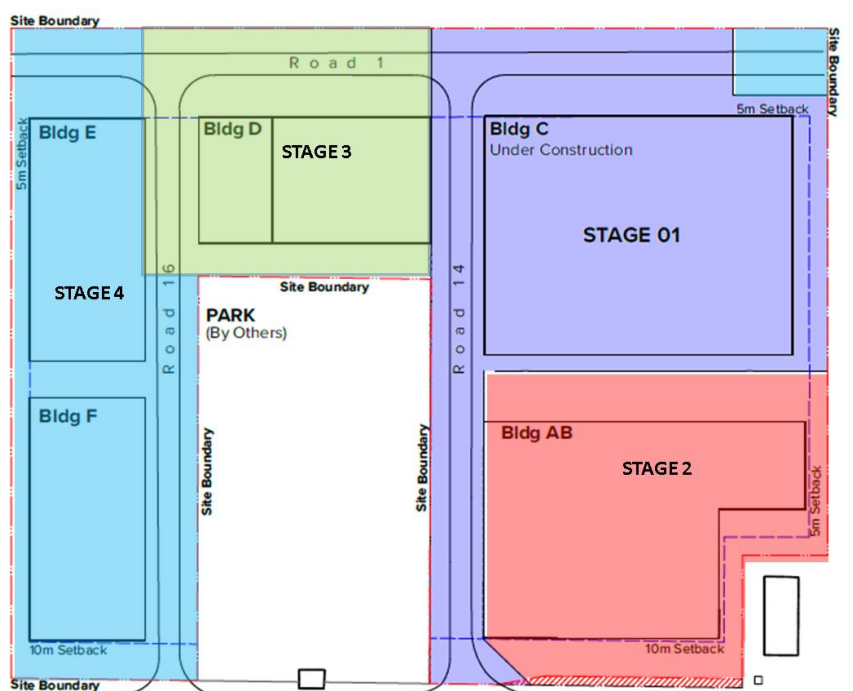 Site Boundary
Road 1
Site Boundary
5m Setback
Bldg E
Bldg D
STAGE 3
Bldg C
Under Construction
5m Setback
STAGE 01
STAGE 4
Road 16
Site Boundary
PARK
(By Others)
Road 14
Bldg F
Site Boundary
Site Boundary
Bldg AB
STAGE 2
5m Setback
10m Setback
10m Setback
Site Boundary